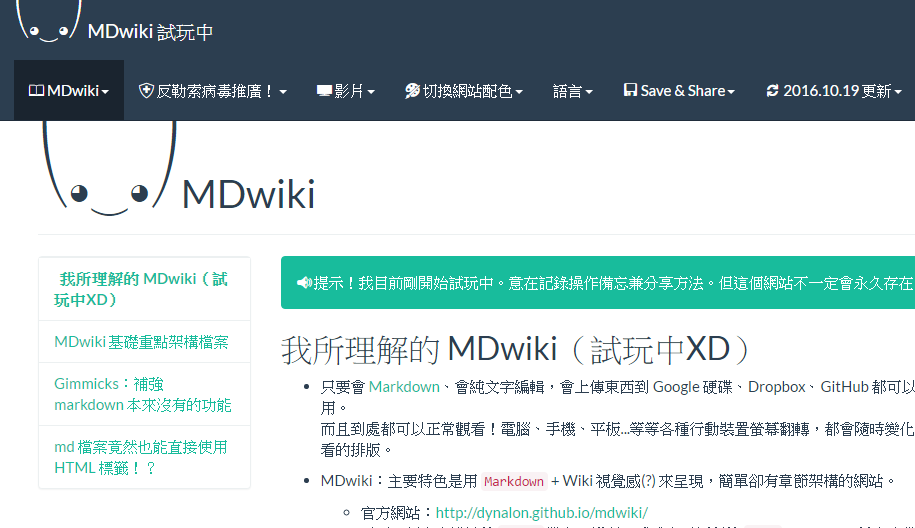 MDwiki 試玩中
MDwiki 反勒索病毒推廣！ 影片 切換網站配色 語言 Save & Share 2016.10.19 更新
MDwiki
我所理解的 MDwiki（試
玩中XD）
MDwiki 基礎重點架構檔案
Gimmicks：補強
markdown 本來沒有的功能
md 檔案竟然也能直接使用
HTML 標籤！？
提示！我目前剛開始試玩中。意在記錄操作備忘兼分享方法。但這個網站不一定會永久存在
我所理解的 MDwiki（試玩中XD）
只要會 Markdown、會純文字編輯，會上傳東西到 Google 硬碟、Dropbox、GitHub 都可以
用。
而且到處都可以正常觀看！電腦、手機、平板...等等各種行動裝置螢幕翻轉，都會隨時變化
看的排版。
MDwiki：主要特色是用 Markdown + Wiki 視覺感(?) 來呈現，簡單卻有章節架構的網站。
官方網站：http://dynalon.github.io/mdwiki/